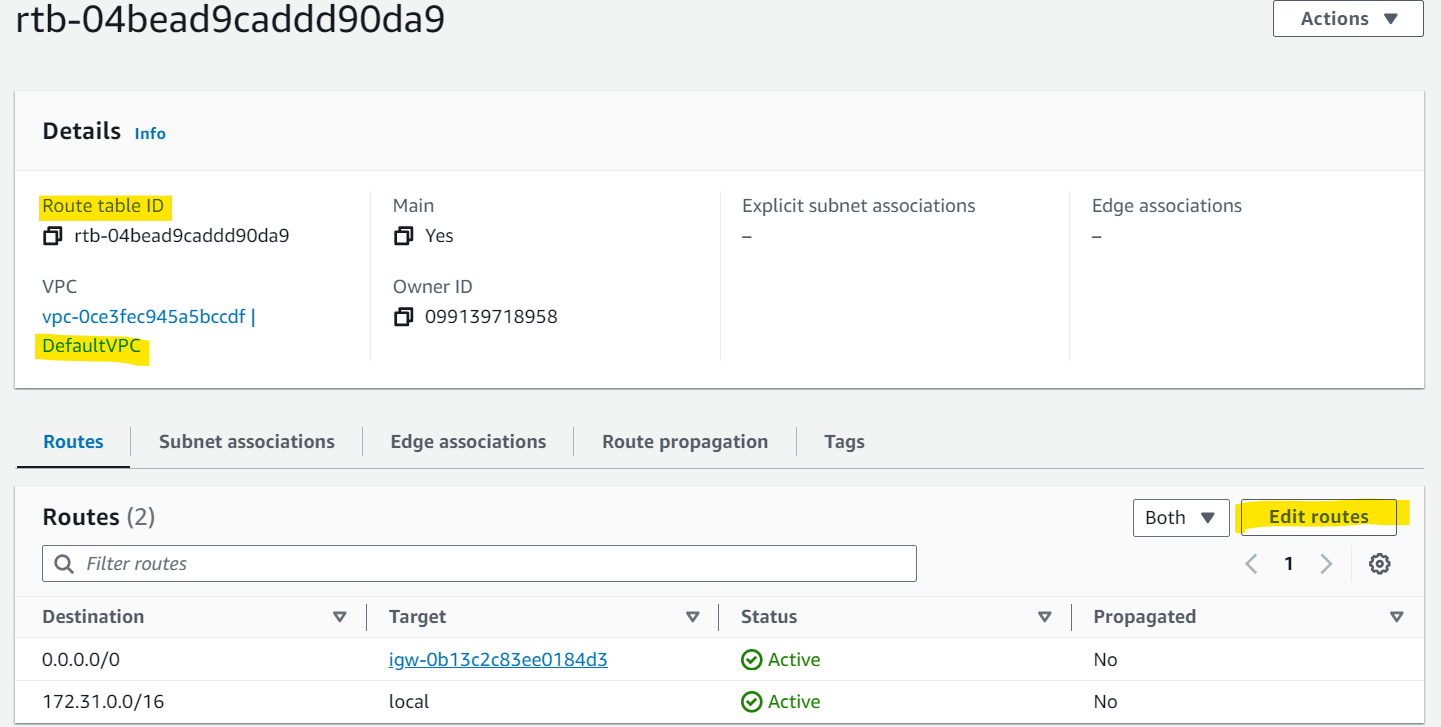 rtb-04bead9caddd90da9
Actions
Details Info
Route table ID
rtb-04bead9caddd90da9
Main
Yes
Explicit subnet associations
–
Edge associations
–
VPC
vpc-0ce3fec945a5bccdf |
DefaultVPC
Owner ID
099139718958
Routes Subnet associations Edge associations Route propagation Tags
Routes (2)
Both
Edit routes
Filter routes
1
Destination Target Status Propagated
0.0.0.0/0 igw-0b13c2c83ee0184d3 Active No
172.31.0.0/16 local Active No